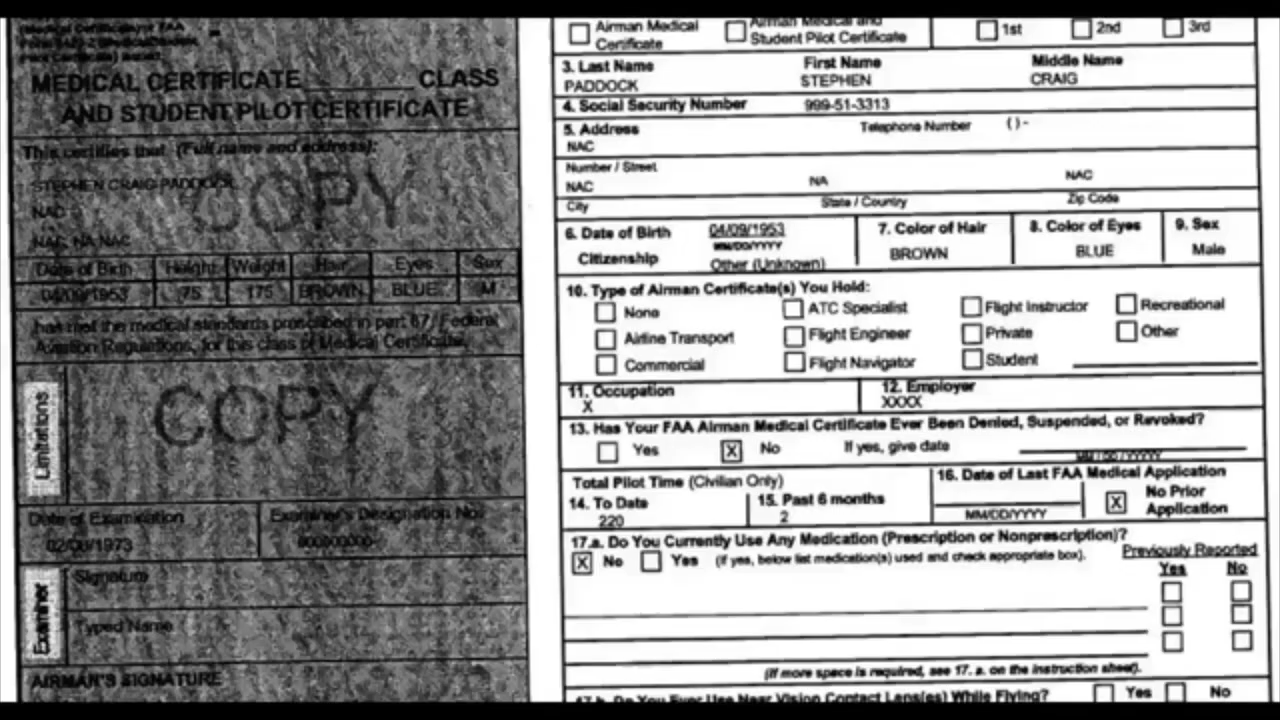 MEDICAL CERTIFICATE ________ CLASS
AND STUDENT PILOT CERTIFICATE
This certifies that (Full name and address):
STEPHEN CRAIG PADDOCK
NAC
NAC, NA NAC
COPY
Date of Birth Height Weight Hair Eyes Sex
04/09/1953 75 175 BROWN BLUE M
has met the medical standards prescribed in part 67, Federal
Aviation Regulations, for this class of Medical Certificate.
Limitations
COPY
Date of Examination Examiner's Designation No.
1973
Examiner
Signature
Typed Name
AIRMAN'S SIGNATURE
Airman Medical Certificate
Airman Medical and Student Pilot Certificate
1st 2nd 3rd
3. Last Name First Name Middle Name
PADDOCK STEPHEN CRAIG
4. Social Security Number 999-51-3313
5. Address Telephone Number ( ) -
NAC
Number / Street
NAC NA NAC
City State / Country Zip Code
6. Date of Birth 04/09/1953 7. Color of Hair 8. Color of Eyes 9. Sex
MM/DD/YYYY BROWN BLUE Male
Citizenship Other (Unknown)
10. Type of Airman Certificate(s) You Hold:
None ATC Specialist Flight Instructor Recreational
Airline Transport Flight Engineer Private Other
Commercial Flight Navigator Student
11. Occupation 12. Employer
X XXXX
13. Has Your FAA Airman Medical Certificate Ever Been Denied, Suspended, or Revoked?
Yes X No If yes, give date
MM/DD/YYYY
Total Pilot Time (Civilian Only) 16. Date of Last FAA Medical Application
14. To Date 15. Past 6 months X No Prior Application
220 2 MM/DD/YYYY
17.a. Do You Currently Use Any Medication (Prescription or Nonprescription)?
X No Yes (if yes, below list medication(s) used and check appropriate box).
Previously Reported
Yes No
(If more space is required, see 17. a. on the instruction sheet).
17.b. Do You Ever Use Near Vision Contact Lens(es) While Flying? Yes No